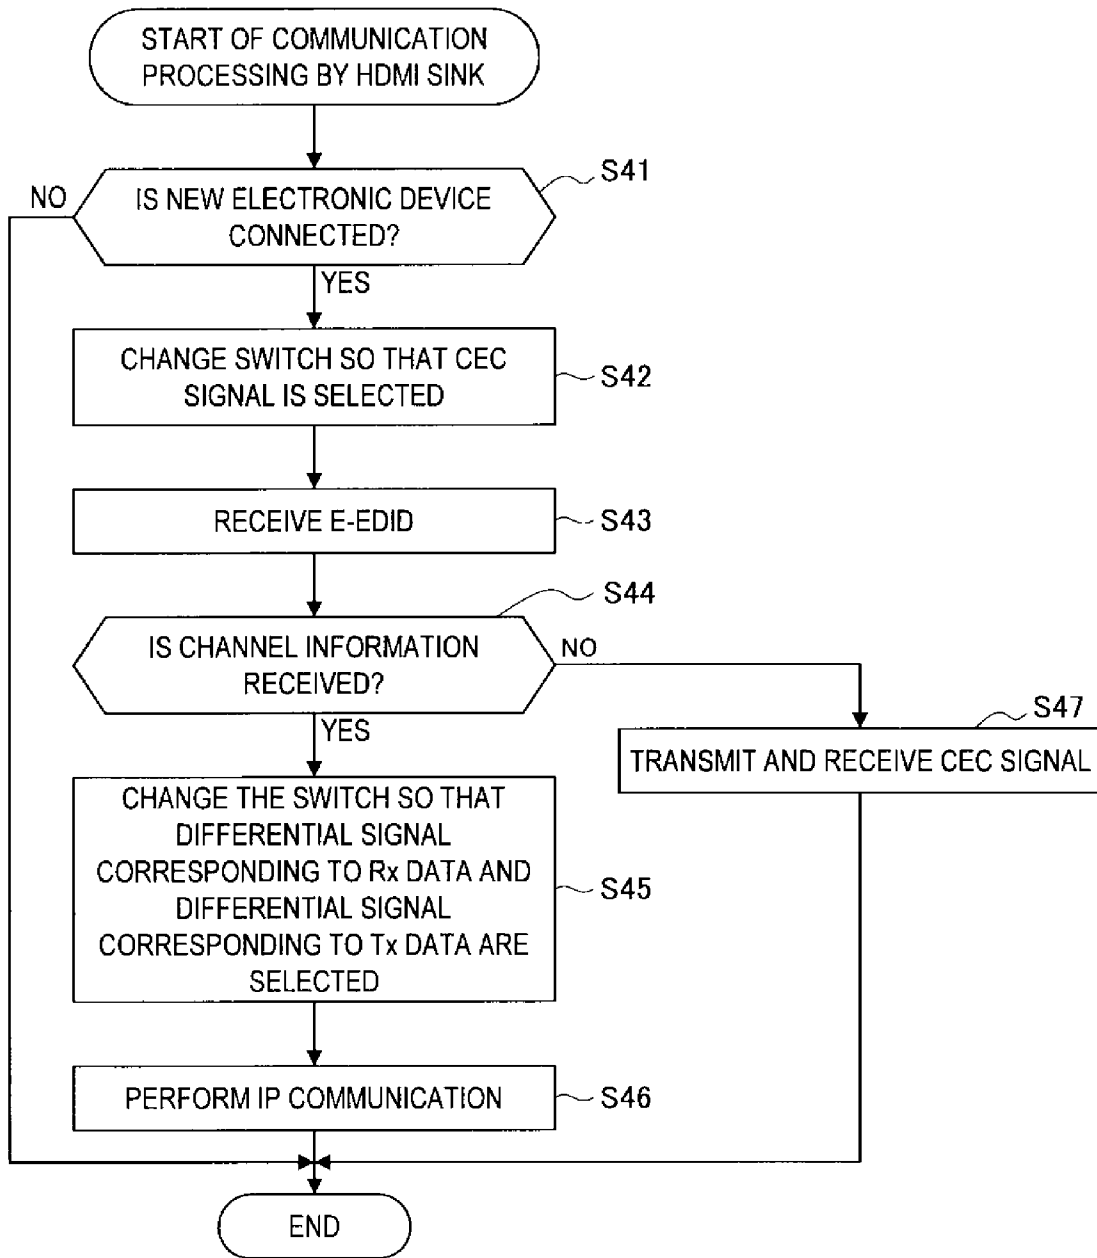 START OF COMMUNICATION
PROCESSING BY HDMI SINK
S41
NO
IS NEW ELECTRONIC DEVICE
CONNECTED?
YES
CHANGE SWITCH SO THAT CEC
SIGNAL IS SELECTED
S42
RECEIVE E-EDID
S43
S44
IS CHANNEL INFORMATION
RECEIVED?
NO
YES
S47
TRANSMIT AND RECEIVE CEC SIGNAL
CHANGE THE SWITCH SO THAT
DIFFERENTIAL SIGNAL
CORRESPONDING TO Rx DATA AND
DIFFERENTIAL SIGNAL
CORRESPONDING TO Tx DATA ARE
SELECTED
S45
PERFORM IP COMMUNICATION
S46
END